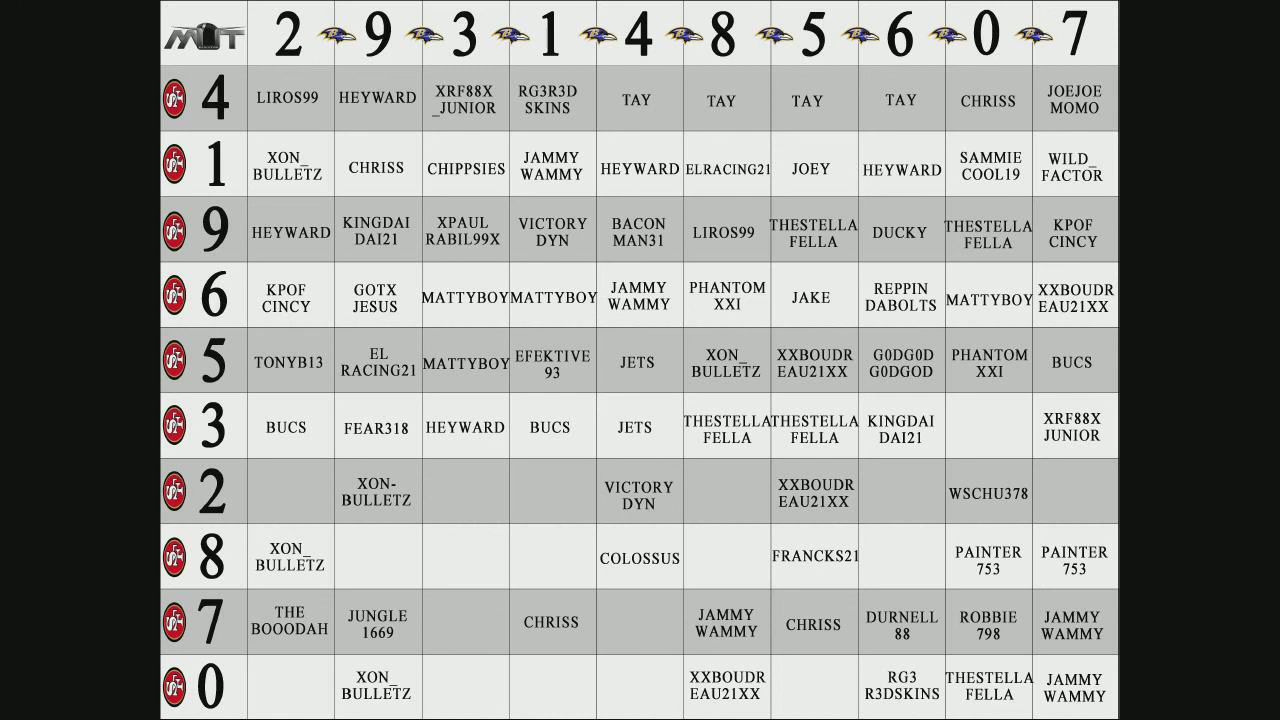 MUT 2 9 3 1 4 8 5 6 0 7
4 LIROS99 HEYWARD XRF88X _JUNIOR RG3R3D SKINS TAY TAY TAY TAY CHRISS JOEJOE MOMO
1 XON_ BULLETZ CHRISS CHIPPSIES JAMMY WAMMY HEYWARD ELRACING21 JOEY HEYWARD SAMMIE COOL19 WILD_ FACTOR
9 HEYWARD KINGDAI DAI21 XPAUL RABIL99X VICTORY DYN BACON MAN31 LIROS99 THESTELLA FELLA DUCKY THESTELLA FELLA KPOF CINCY
6 KPOF CINCY GOTX JESUS MATTYBOY MATTYBOY JAMMY WAMMY PHANTOM XXI JAKE REPPIN DABOLTS MATTYBOY XXBOUDR EAU21XX
5 TONYB13 EL RACING21 MATTYBOY EFEKTIVE 93 JETS XON_ BULLETZ XXBOUDR EAU21XX G0DG0D G0DGOD PHANTOM XXI BUCS
3 BUCS FEAR318 HEYWARD BUCS JETS THESTELLA FELLA THESTELLA FELLA KINGDAI DAI21 XRF88X JUNIOR
2 XON- BULLETZ VICTORY DYN XXBOUDR EAU21XX WSCHU378
8 XON_ BULLETZ COLOSSUS FRANCKS21 PAINTER 753 PAINTER 753
7 THE BOOODAH JUNGLE 1669 CHRISS JAMMY WAMMY CHRISS DURNELL 88 ROBBIE 798 JAMMY WAMMY
0 XON_ BULLETZ XXBOUDR EAU21XX RG3 R3DSKINS THESTELLA FELLA JAMMY WAMMY